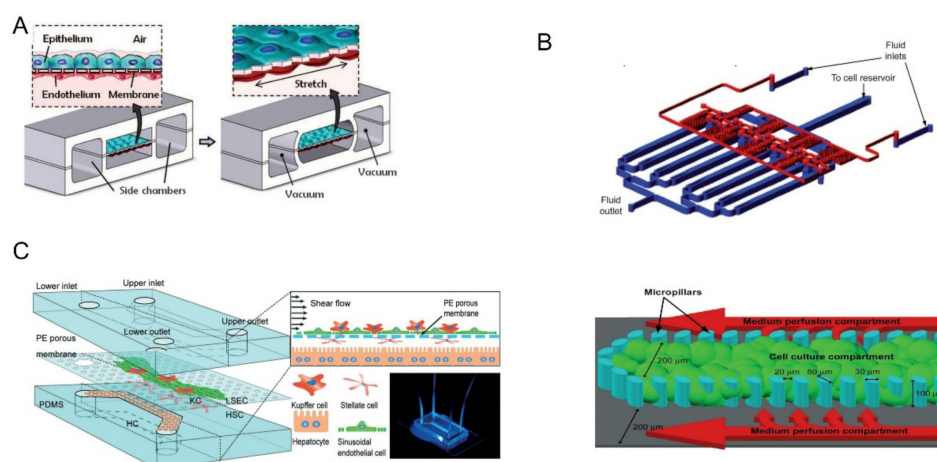 A
Epithelium
Air
Endothelium
Membrane
Stretch
Side chambers
Vacuum
Vacuum
B
Fluid
inlets
To cell reservoir
Fluid
outlet
C
Lower inlet
Upper inlet
Lower outlet
Upper outlet
PE porous
membrane
KC
LSEC
HSC
PDMS
HC
Shear flow
PE porous
membrane
Kupffer cell
Stellate cell
Hepatocyte
Sinusoidal
endothelial cell
Micropillars
Medium perfusion compartment
Cell culture compartment
200 μm
20 μm
50 μm
30 μm
100 μm
200 μm
Medium perfusion compartment